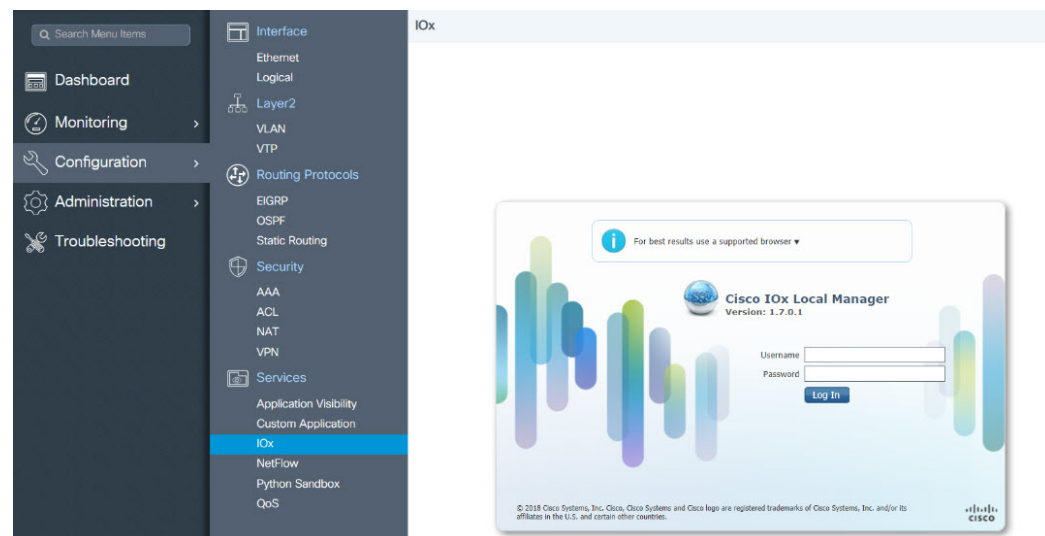 Search Menu Items
Dashboard
Monitoring
Configuration
Administration
Troubleshooting
Interface
Ethernet
Logical
Layer2
VLAN
VTP
Routing Protocols
EIGRP
OSPF
Static Routing
Security
AAA
ACL
NAT
VPN
Services
Application Visibility
Custom Application
IOx
NetFlow
Python Sandbox
QoS
IOx
For best results use a supported browser
Cisco IOx Local Manager
Version: 1.7.0.1
Username
Password
Log In
© 2018 Cisco Systems, Inc. Cisco, Cisco Systems and Cisco logo are registered trademarks of Cisco Systems, Inc. and/or its
affiliates in the U.S. and certain other countries.
CISCO